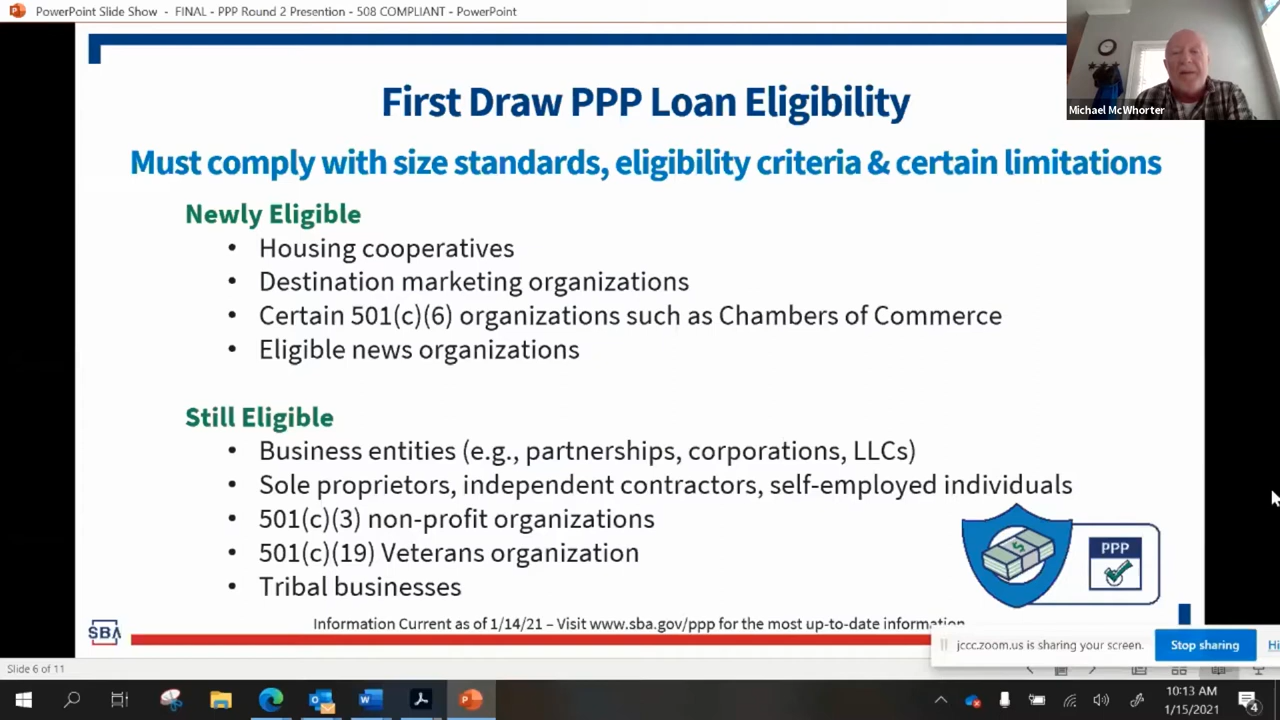 PowerPoint Slide Show - FINAL - PPP Round 2 Presention - 508 COMPLIANT - PowerPoint
Michael McWhorter
First Draw PPP Loan Eligibility
Must comply with size standards, eligibility criteria & certain limitations
Newly Eligible
• Housing cooperatives
• Destination marketing organizations
• Certain 501(c)(6) organizations such as Chambers of Commerce
• Eligible news organizations
Still Eligible
• Business entities (e.g., partnerships, corporations, LLCs)
• Sole proprietors, independent contractors, self-employed individuals
• 501(c)(3) non-profit organizations
• 501(c)(19) Veterans organization
• Tribal businesses
PPP
Information Current as of 1/14/21 – Visit www.sba.gov/ppp for the most up-to-date information
SBA
jccc.zoom.us is sharing your screen.
Stop sharing
Hi
Slide 6 of 11
10:13 AM
1/15/2021
4